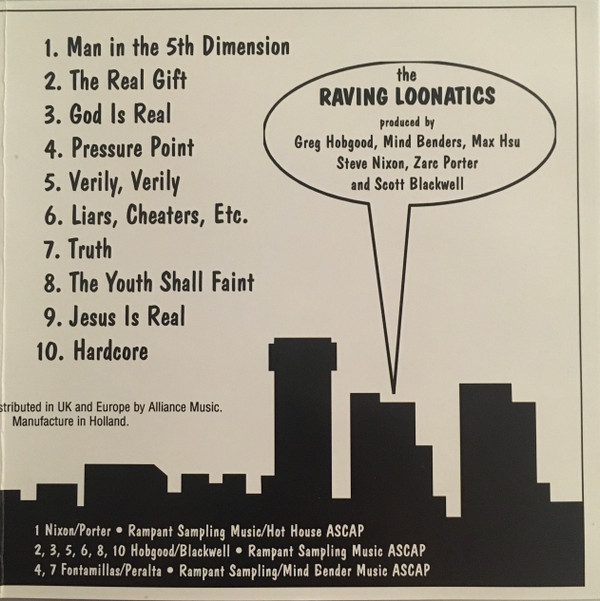 1. Man in the 5th Dimension
2. The Real Gift
3. God Is Real
4. Pressure Point
5. Verily, Verily
6. Liars, Cheaters, Etc.
7. Truth
8. The Youth Shall Faint
9. Jesus Is Real
10. Hardcore
the
RAVING LOONATICS
produced by
Greg Hobgood, Mind Benders, Max Hsu
Steve Nixon, Zarc Porter
and Scott Blackwell
stributed in UK and Europe by Alliance Music.
Manufacture in Holland.
1 Nixon/Porter • Rampant Sampling Music/Hot House ASCAP
2, 3, 5, 6, 8, 10 Hobgood/Blackwell • Rampant Sampling Music ASCAP
4, 7 Fontamillas/Peralta • Rampant Sampling/Mind Bender Music ASCAP